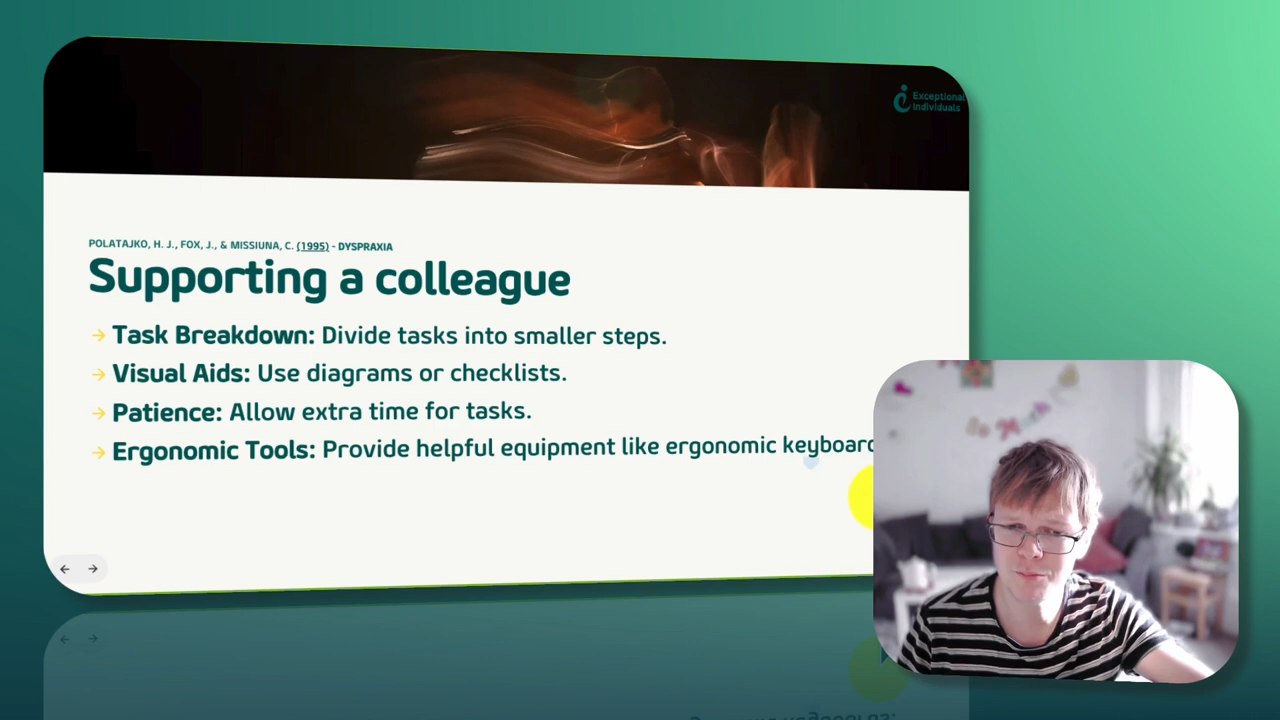 Exceptional
Individuals
POLATAJKO, H. J., FOX, J., & MISSIUNA, C. (1995) - DYSPRAXIA
Supporting a colleague
→ Task Breakdown: Divide tasks into smaller steps.
→ Visual Aids: Use diagrams or checklists.
→ Patience: Allow extra time for tasks.
→ Ergonomic Tools: Provide helpful equipment like ergonomic